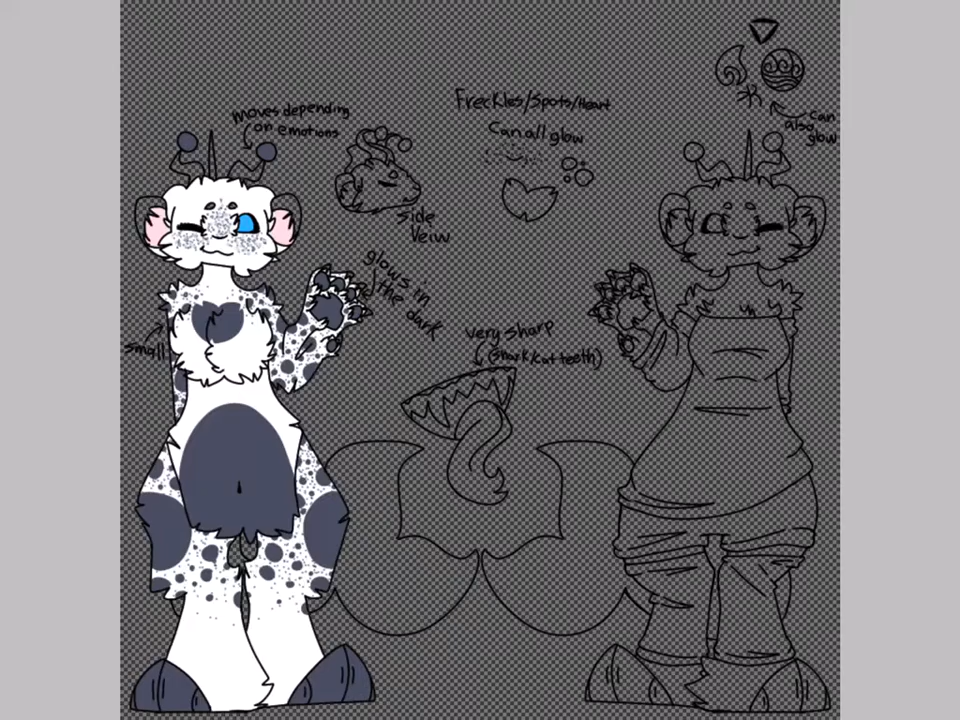 moves depending
on emotions
Freckles/Spots/Heart
Can all glow
can
also
glow
side
Veiw
glows in
the dark
small
very sharp
(shark/cat teeth)